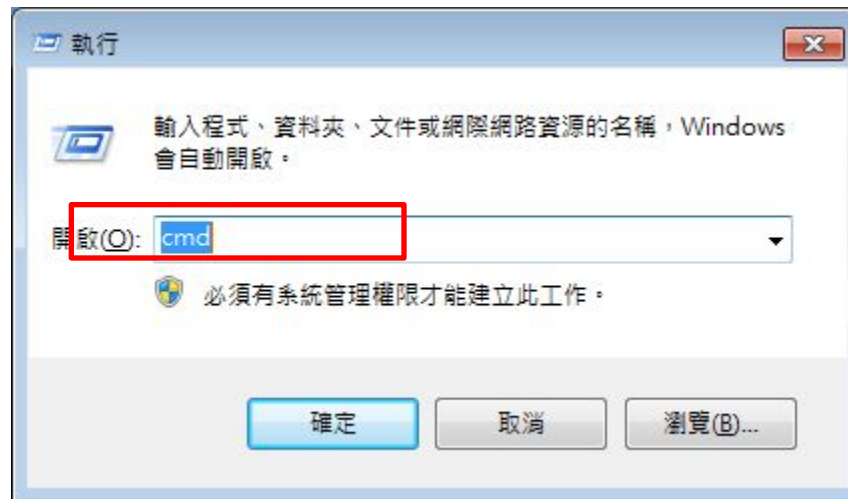 執行
輸入程式、資料夾、文件或網際網路資源的名稱，Windows
會自動開啟。
開啟(O): cmd
必須有系統管理權限才能建立此工作。
確定 取消 瀏覽(B)...